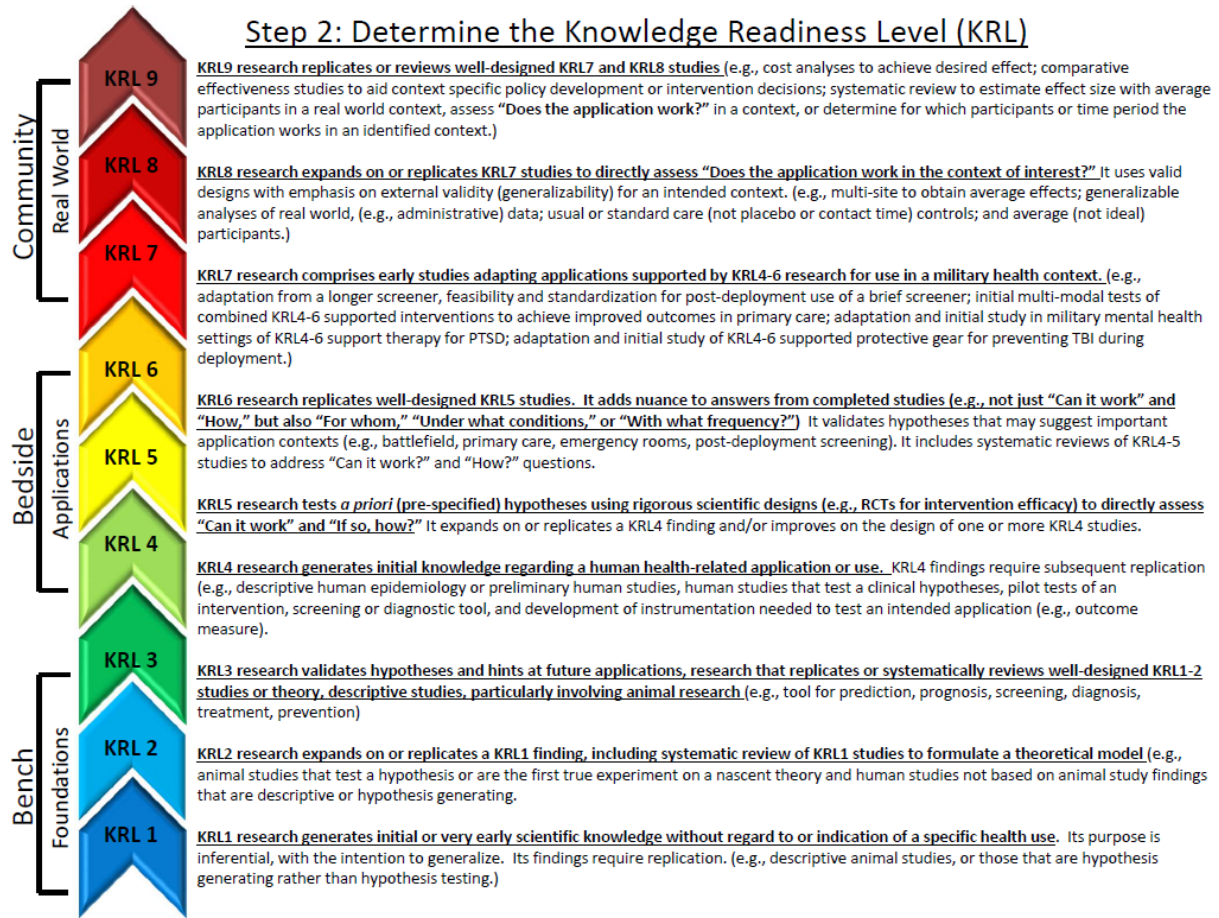 Step 2: Determine the Knowledge Readiness Level (KRL)
KRL 9
KRL9 research replicates or reviews well-designed KRL7 and KRL8 studies (e.g., cost analyses to achieve desired effect; comparative
effectiveness studies to aid context specific policy development or intervention decisions; systematic review to estimate effect size with average
participants in a real world context, assess “Does the application work?” in a context, or determine for which participants or time period the
application works in an identified context.)
Community
Real World
KRL 8
KRL8 research expands on or replicates KRL7 studies to directly assess “Does the application work in the context of interest?” It uses valid
designs with emphasis on external validity (generalizability) for an intended context. (e.g., multi-site to obtain average effects; generalizable
analyses of real world, (e.g., administrative) data; usual or standard care (not placebo or contact time) controls; and average (not ideal)
participants.)
KRL 7
KRL7 research comprises early studies adapting applications supported by KRL4-6 research for use in a military health context. (e.g.,
adaptation from a longer screener, feasibility and standardization for post-deployment use of a brief screener; initial multi-modal tests of
combined KRL4-6 supported interventions to achieve improved outcomes in primary care; adaptation and initial study in military mental health
settings of KRL4-6 support therapy for PTSD; adaptation and initial study of KRL4-6 supported protective gear for preventing TBI during
deployment.)
KRL 6
KRL6 research replicates well-designed KRL5 studies. It adds nuance to answers from completed studies (e.g., not just “Can it work” and
“How,” but also “For whom,” “Under what conditions,” or “With what frequency?”) It validates hypotheses that may suggest important
application contexts (e.g., battlefield, primary care, emergency rooms, post-deployment screening). It includes systematic reviews of KRL4-5
studies to address “Can it work?” and “How?” questions.
Bedside
Applications
KRL 5
KRL5 research tests a priori (pre-specified) hypotheses using rigorous scientific designs (e.g., RCTs for intervention efficacy) to directly assess
“Can it work” and “If so, how?” It expands on or replicates a KRL4 finding and/or improves on the design of one or more KRL4 studies.
KRL 4
KRL4 research generates initial knowledge regarding a human health-related application or use. KRL4 findings require subsequent replication
(e.g., descriptive human epidemiology or preliminary human studies, human studies that test a clinical hypotheses, pilot tests of an
intervention, screening or diagnostic tool, and development of instrumentation needed to test an intended application (e.g., outcome
measure).
KRL 3
KRL3 research validates hypotheses and hints at future applications, research that replicates or systematically reviews well-designed KRL1-2
studies or theory, descriptive studies, particularly involving animal research (e.g., tool for prediction, prognosis, screening, diagnosis,
treatment, prevention)
Bench
Foundations
KRL 2
KRL2 research expands on or replicates a KRL1 finding, including systematic review of KRL1 studies to formulate a theoretical model (e.g.,
animal studies that test a hypothesis or are the first true experiment on a nascent theory and human studies not based on animal study findings
that are descriptive or hypothesis generating.
KRL 1
KRL1 research generates initial or very early scientific knowledge without regard to or indication of a specific health use. Its purpose is
inferential, with the intention to generalize. Its findings require replication. (e.g., descriptive animal studies, or those that are hypothesis
generating rather than hypothesis testing.)